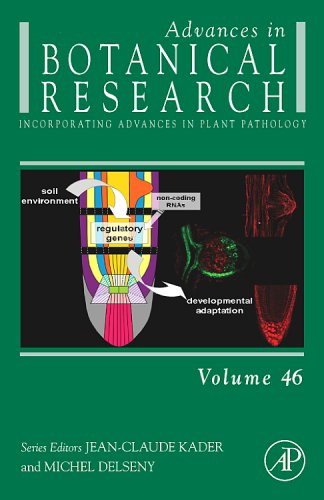 Advances in
BOTANICAL
RESEARCH
INCORPORATING ADVANCES IN PLANT PATHOLOGY
soil
environment
non-coding
RNAs
regulatory
genes
developmental
adaptation
Volume 46
Series Editors JEAN-CLAUDE KADER
and MICHEL DELSENY
AP